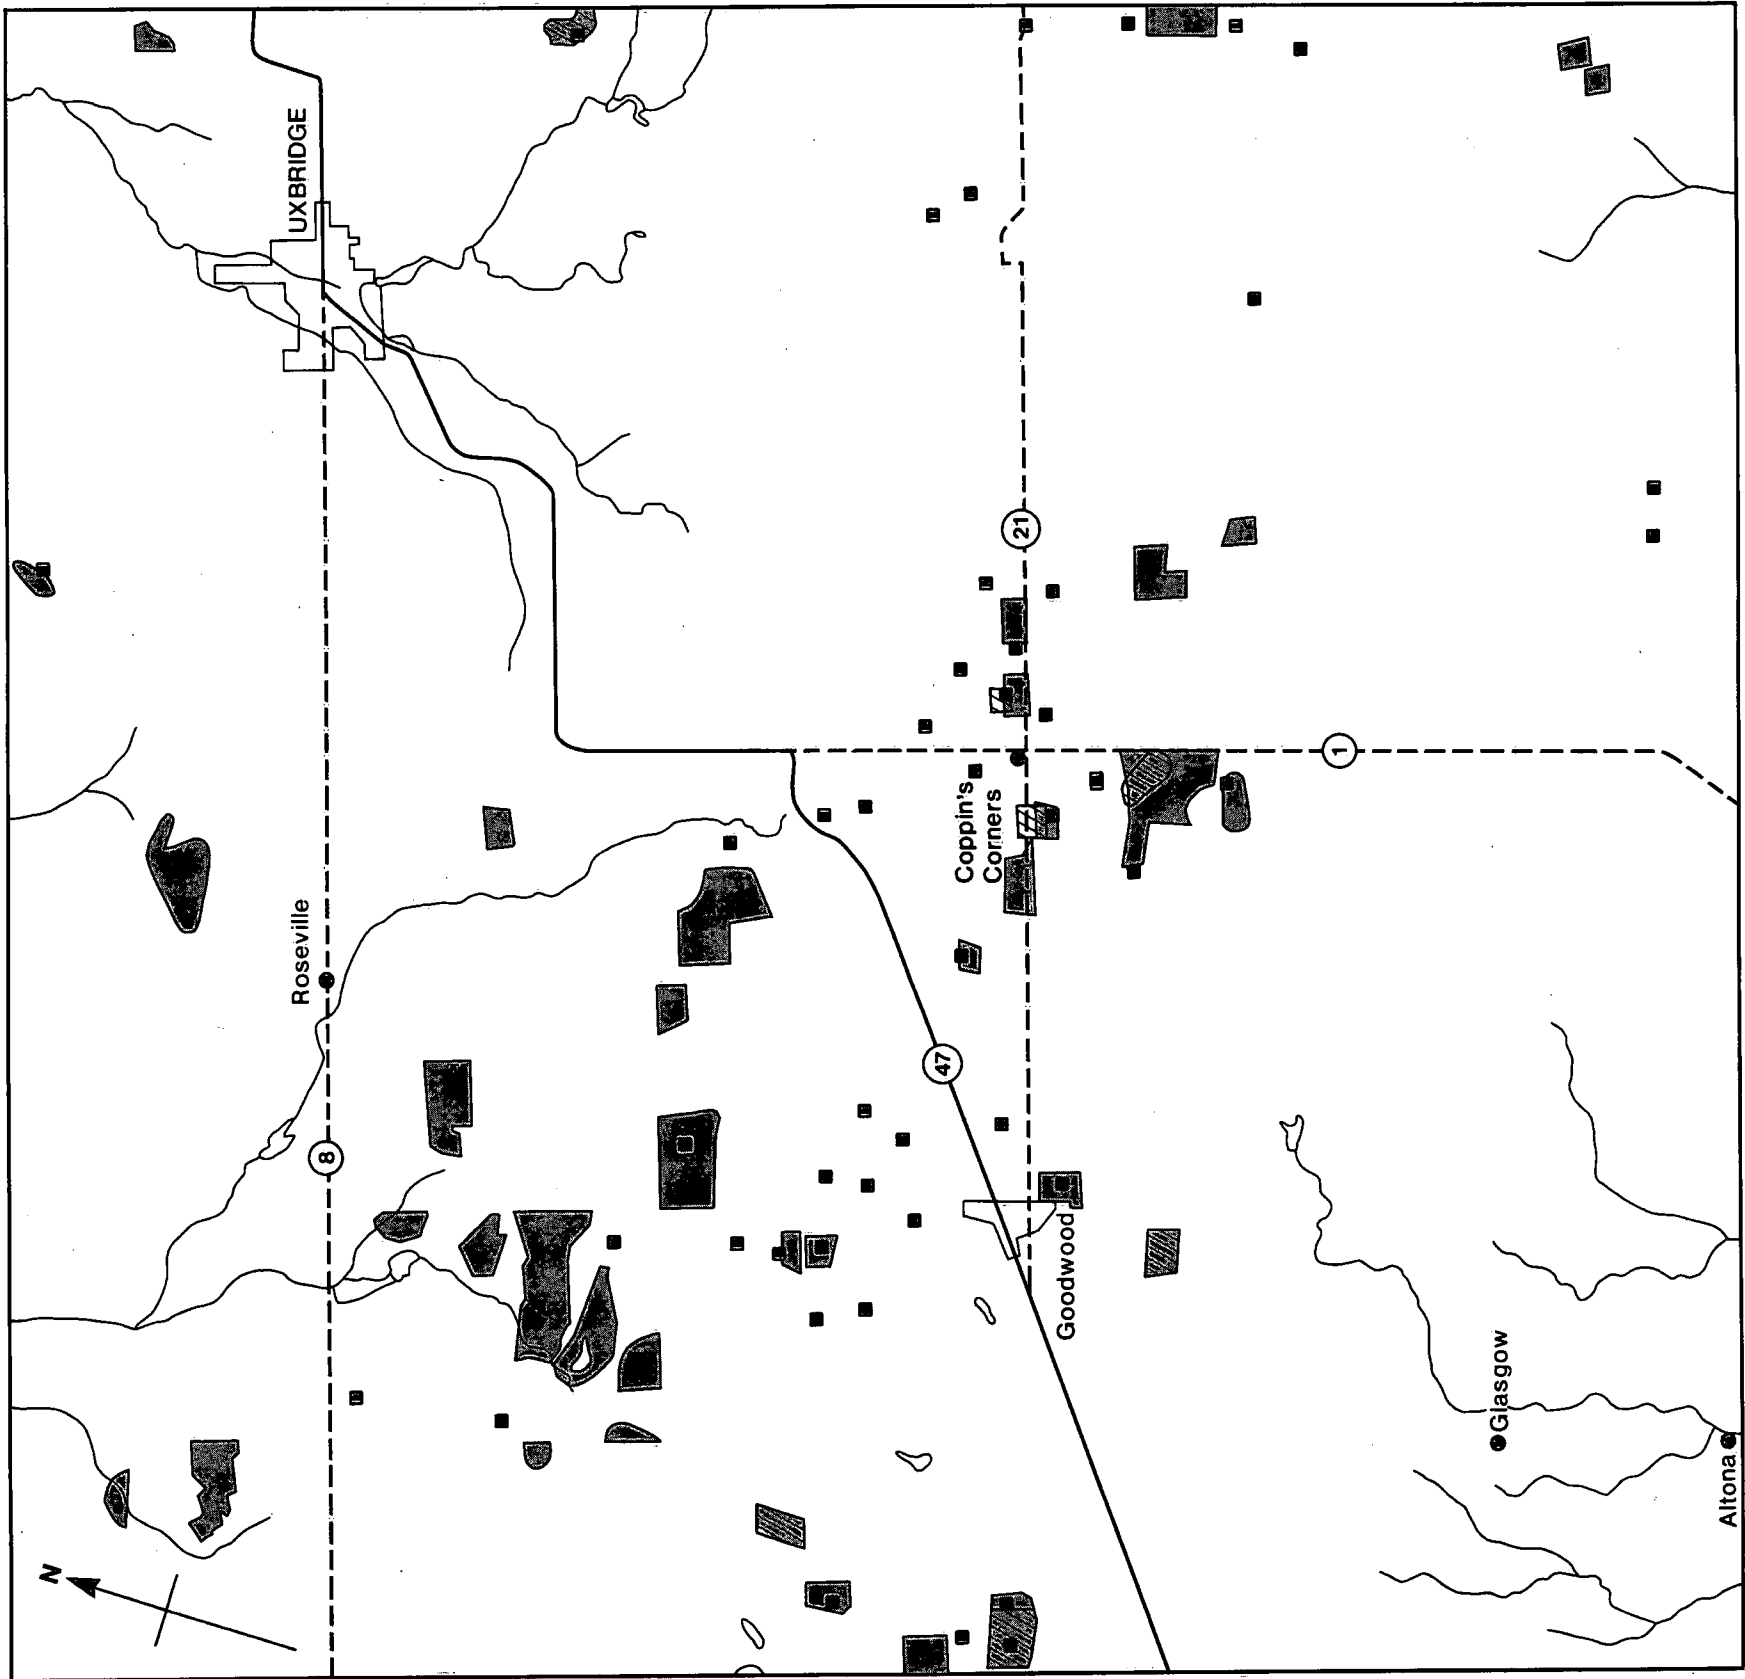 UXBRIDGE
21
1
Coppin's
Corners
Roseville
47
8
Goodwood
Glasgow
Altona
N